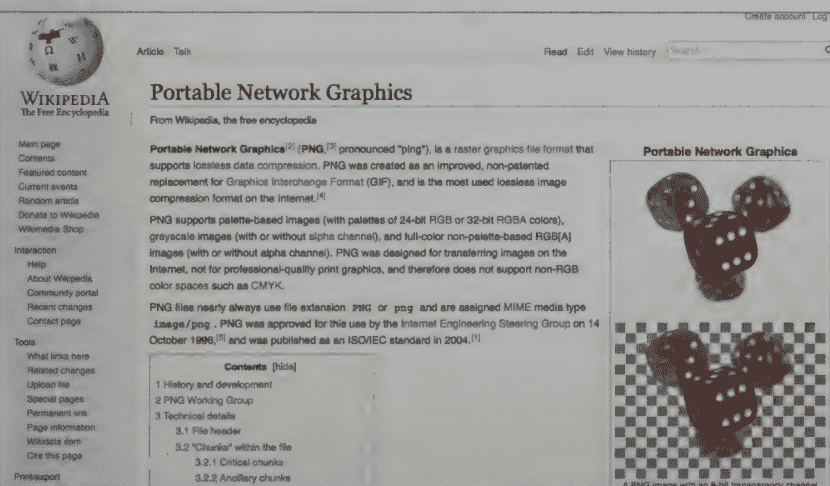 Create account Log
WIKIPEDIA
The Free Encyclopedia
Article Talk
Read Edit View history
Search
Portable Network Graphics
From Wikipedia, the free encyclopedia
Main page
Contents
Featured content
Current events
Random article
Donate to Wikipedia
Wikimedia Shop
Interaction
Help
About Wikipedia
Community portal
Recent changes
Contact page
Tools
What links here
Related changes
Upload file
Special pages
Permanent link
Page information
Wikidata item
Cite this page
Print/export
Portable Network Graphics[2] (PNG,[3] pronounced "ping"), is a raster graphics file format that
supports lossless data compression. PNG was created as an improved, non-patented
replacement for Graphics Interchange Format (GIF), and is the most used lossless image
compression format on the Internet.[4]
PNG supports palette-based images (with palettes of 24-bit RGB or 32-bit RGBA colors),
grayscale images (with or without alpha channel), and full-color non-palette-based RGB[A]
images (with or without alpha channel). PNG was designed for transferring images on the
Internet, not for professional-quality print graphics, and therefore does not support non-RGB
color spaces such as CMYK.
PNG files nearly always use file extension PNG or png and are assigned MIME media type
image/png . PNG was approved for this use by the Internet Engineering Steering Group on 14
October 1996,[5] and was published as an ISO/IEC standard in 2004.[1]
Contents [hide]
1 History and development
2 PNG Working Group
3 Technical details
3.1 File header
3.2 "Chunks" within the file
3.2.1 Critical chunks
3.2.2 Ancillary chunks
Portable Network Graphics
A PNG image with an 8-bit transparency channel